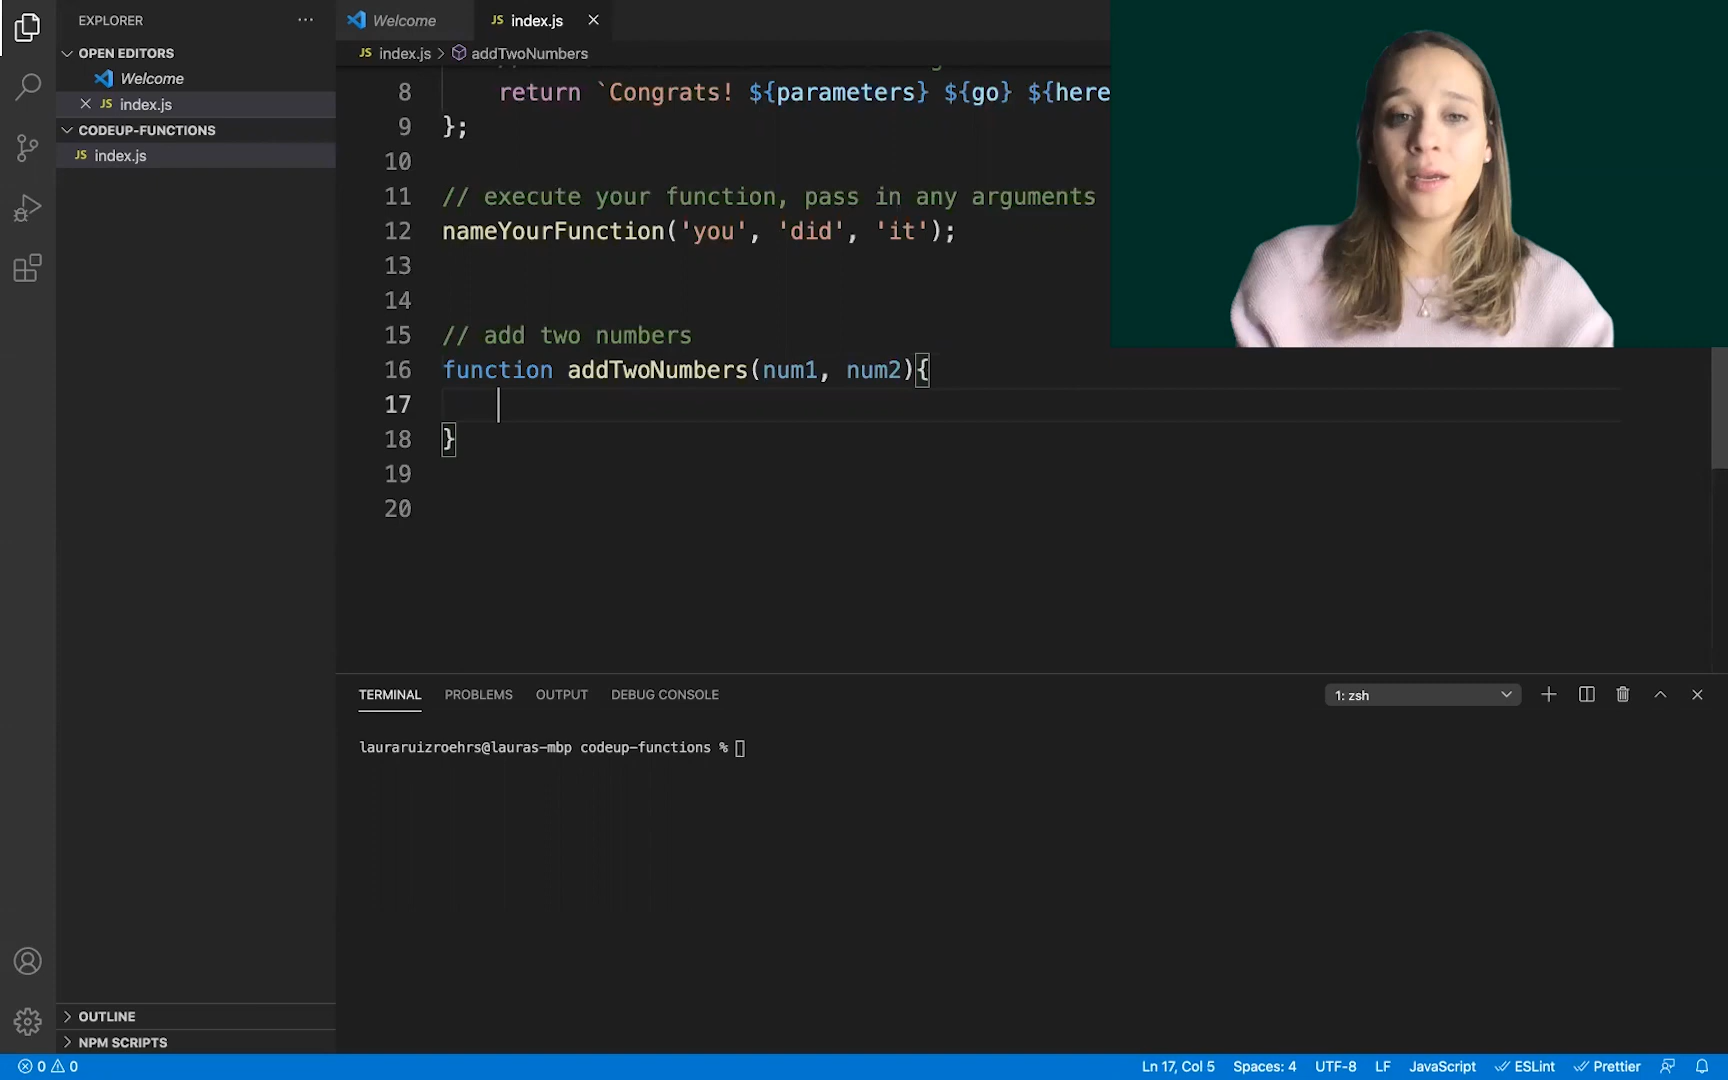 EXPLORER
Welcome
JS index.js
OPEN EDITORS
Welcome
JS index.js
CODEUP-FUNCTIONS
JS index.js
JS index.js > addTwoNumbers
8 return `Congrats! ${parameters} ${go} ${here
9 };
10
11 // execute your function, pass in any arguments
12 nameYourFunction('you', 'did', 'it');
13
14
15 // add two numbers
16 function addTwoNumbers(num1, num2){
17
18 }
19
20
TERMINAL PROBLEMS OUTPUT DEBUG CONSOLE 1: zsh
lauraruizroehrs@lauras-mbp codeup-functions %
OUTLINE
NPM SCRIPTS
0 0 Ln 17, Col 5 Spaces: 4 UTF-8 LF JavaScript ESLint Prettier